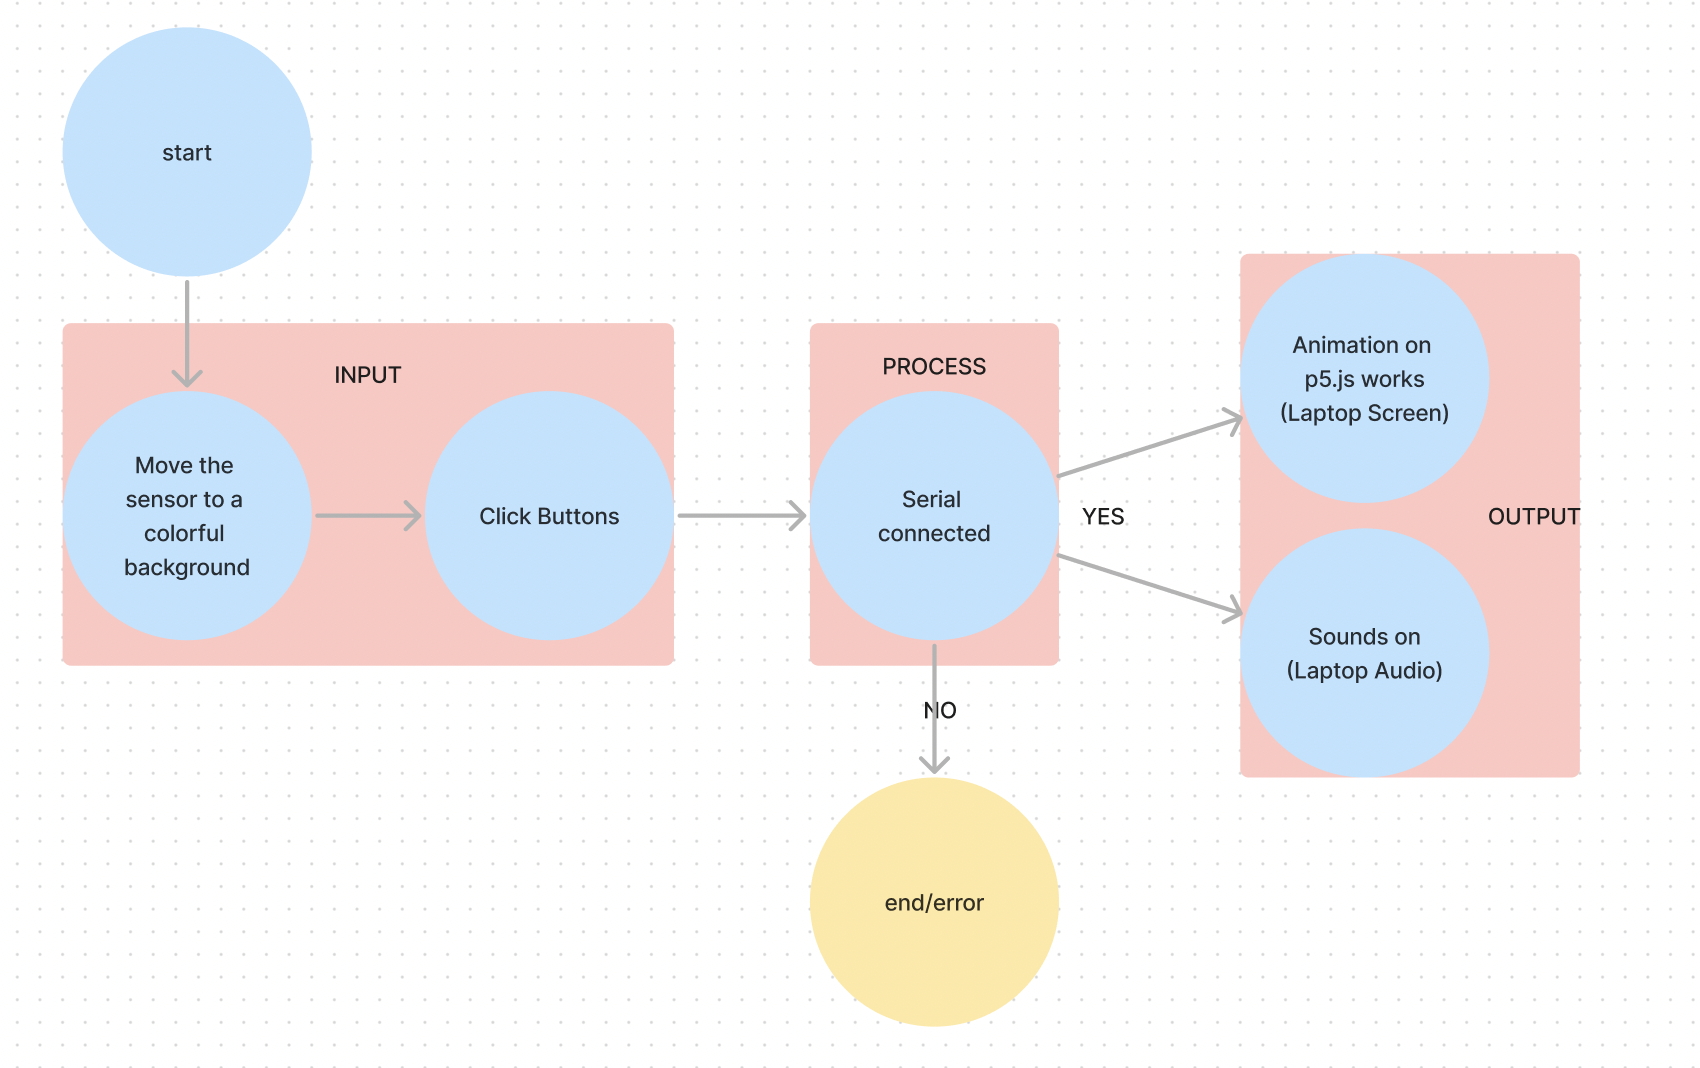 start
INPUT
Move the
sensor to a
colorful
background
Click Buttons
PROCESS
Serial
connected
YES
NO
end/error
Animation on
p5.js works
(Laptop Screen)
OUTPUT
Sounds on
(Laptop Audio)